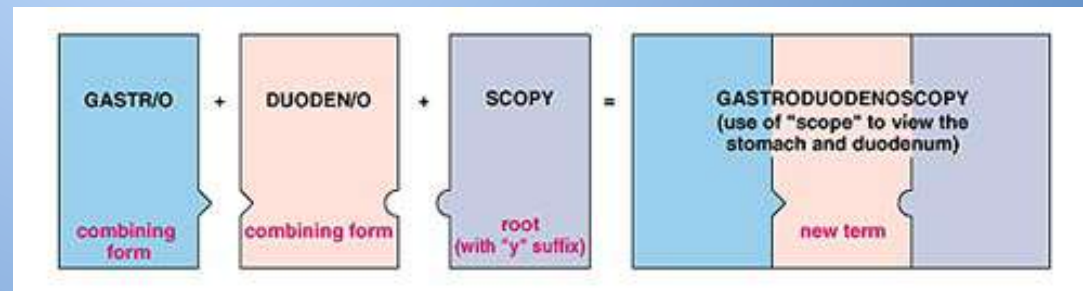 GASTR/O + DUODEN/O + SCOPY = GASTRODUODENOSCOPY
(use of "scope" to view the
stomach and duodenum)
combining
form
combining form
root
(with "y" suffix)
new term